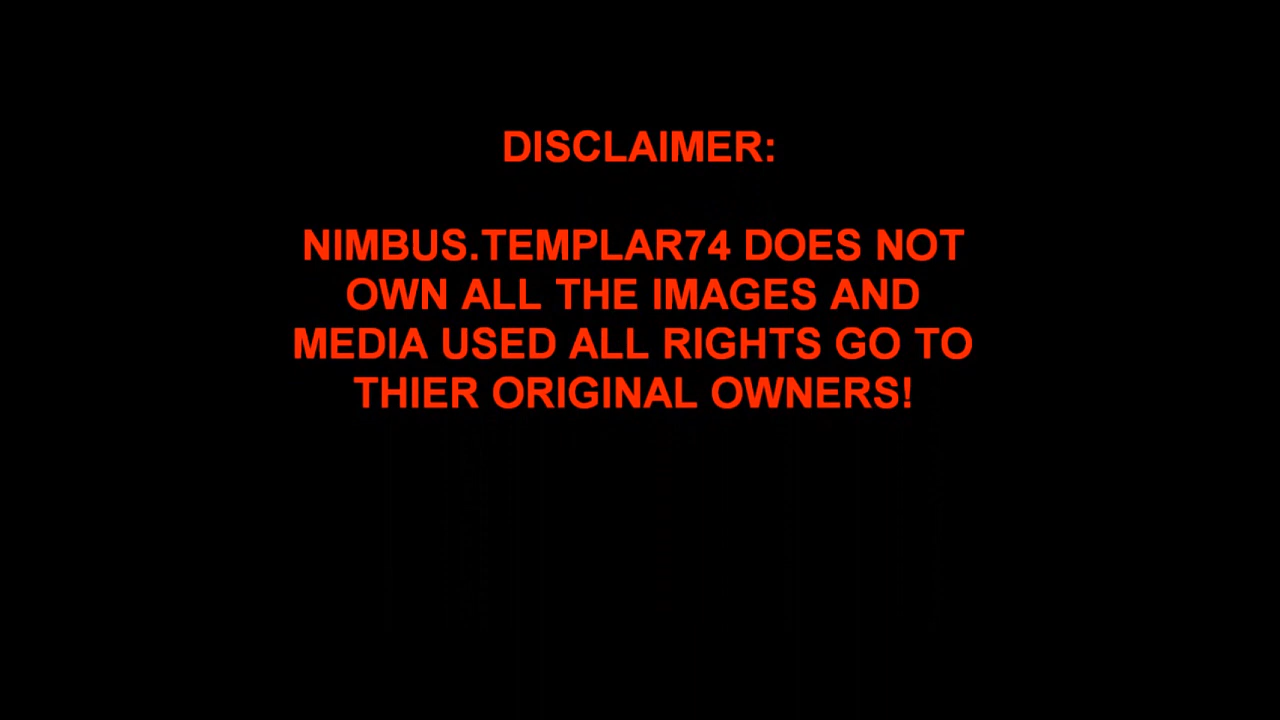 DISCLAIMER:
NIMBUS.TEMPLAR74 DOES NOT
OWN ALL THE IMAGES AND
MEDIA USED ALL RIGHTS GO TO
THIER ORIGINAL OWNERS!